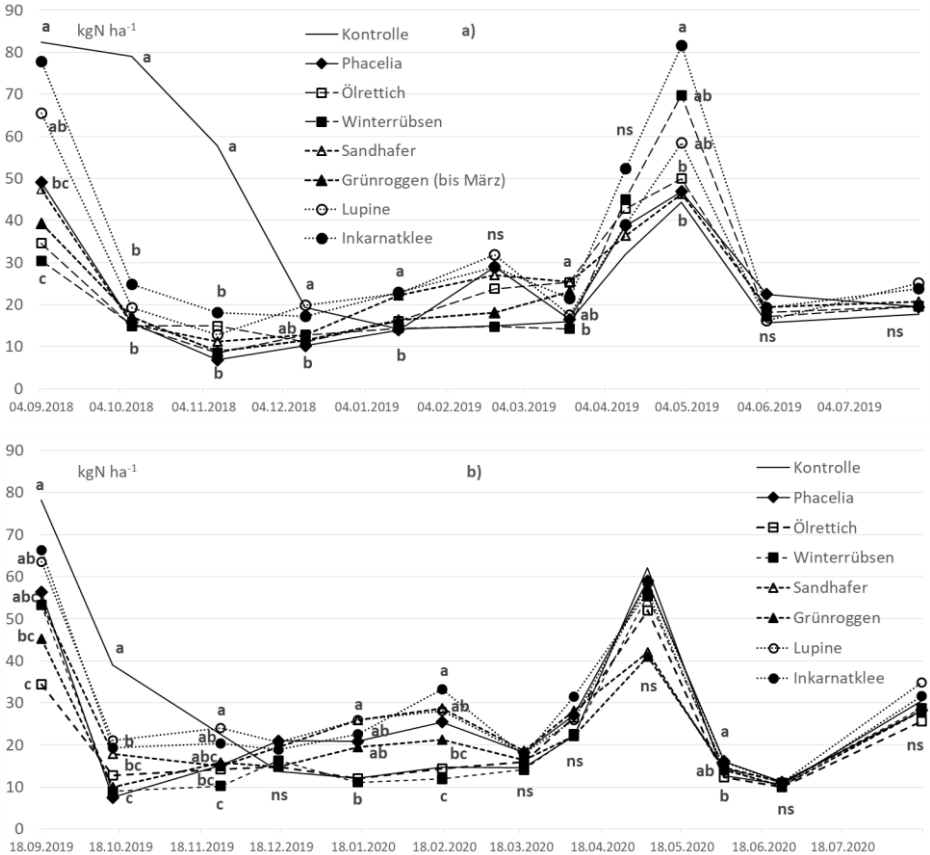 90
kgN ha-1
a)
80
70
60
50
40
30
20
10
0
a
a
a
ab
bc
c
b
b
b
b
a
ab
b
a
b
ns
a
ab
b
ns
a
ab
ab
b
b
ns
ns
Kontrolle
Phacelia
Ölrettich
Winterrübsen
Sandhafer
Grünroggen (bis März)
Lupine
Inkarnatklee
04.09.2018 04.10.2018 04.11.2018 04.12.2018 04.01.2019 04.02.2019 04.03.2019 04.04.2019 04.05.2019 04.06.2019 04.07.2019
90
kgN ha-1
b)
80
70
60
50
40
30
20
10
0
a
ab
abc
bc
c
a
b
bc
c
a
ab
abc
bc
c
ns
a
ab
ab
b
a
ab
bc
c
ns
ns
ns
a
ab
b
ns
ns
Kontrolle
Phacelia
Ölrettich
Winterrübsen
Sandhafer
Grünroggen
Lupine
Inkarnatklee
18.09.2019 18.10.2019 18.11.2019 18.12.2019 18.01.2020 18.02.2020 18.03.2020 18.04.2020 18.05.2020 18.06.2020 18.07.2020